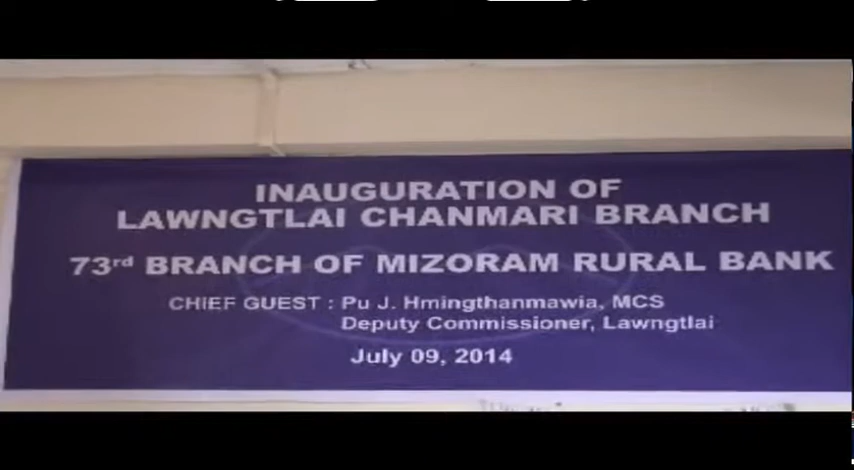 INAUGURATION OF
LAWNGTLAI CHANMARI BRANCH
73rd BRANCH OF MIZORAM RURAL BANK
CHIEF GUEST : Pu J. Hmingthanmawia, MCS
Deputy Commissioner, Lawngtlai
July 09, 2014